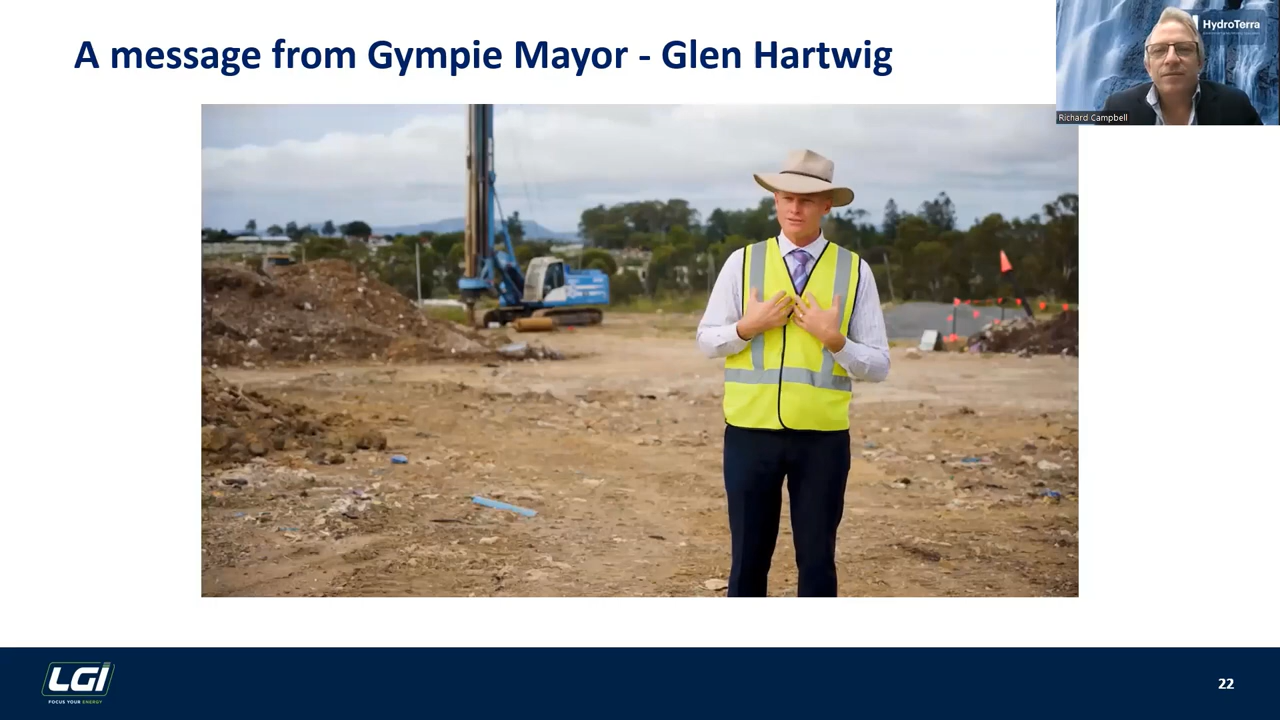 A message from Gympie Mayor - Glen Hartwig
HydroTerra
Richard Campbell
LGI
FOCUS YOUR ENERGY
22